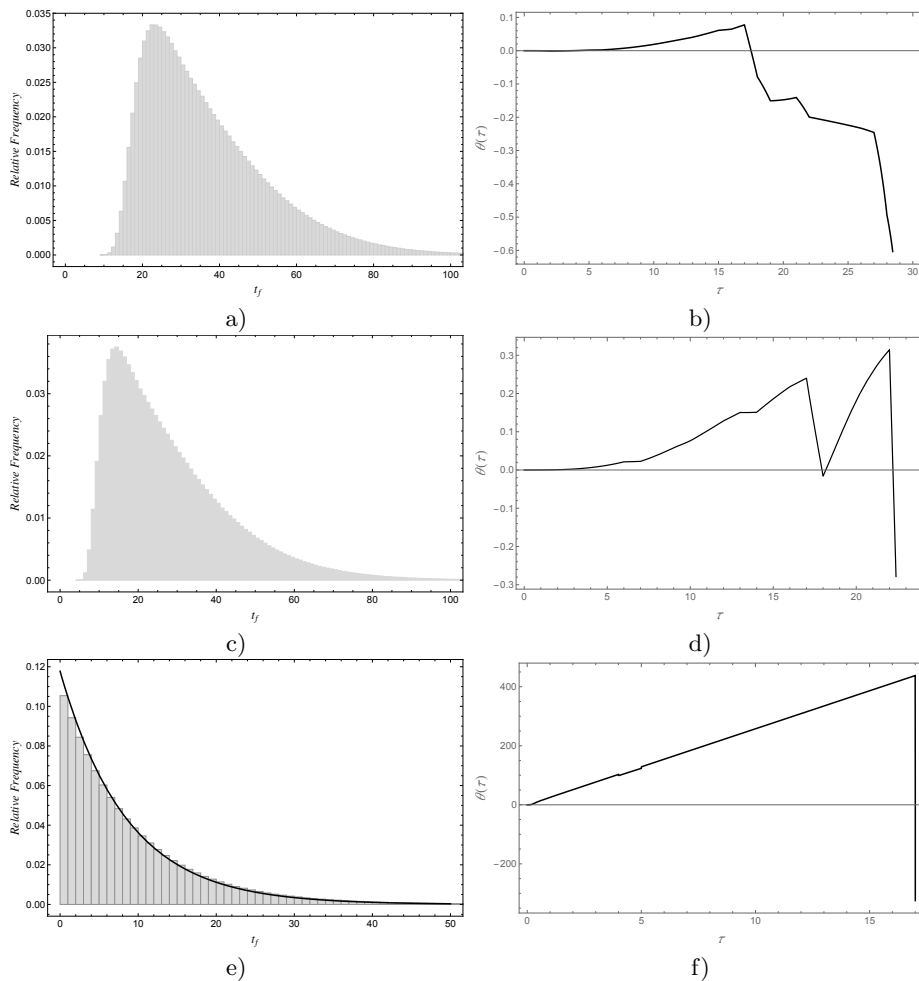 0.035
0.030
0.025
0.020
0.015
0.010
0.005
0.000
Relative Frequency
0 20 40 60 80 100
t_f
a)
0.1
0.0
-0.1
-0.2
-0.3
-0.4
-0.5
-0.6
θ(τ)
0 5 10 15 20 25 30
τ
b)
0.03
0.02
0.01
0.00
Relative Frequency
0 20 40 60 80 100
t_f
c)
0.3
0.2
0.1
0.0
-0.1
-0.2
-0.3
θ(τ)
0 5 10 15 20
τ
d)
0.12
0.10
0.08
0.06
0.04
0.02
0.00
Relative Frequency
0 10 20 30 40 50
t_f
e)
400
200
0
-200
θ(τ)
0 5 10 15
τ
f)